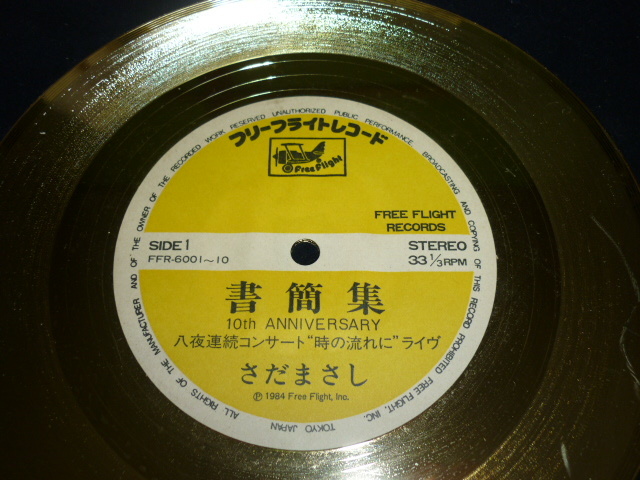 ALL RIGHTS OF THE MANUFACTURER AND OF THE OWNER OF THE RECORDED WORK RESERVED UNAUTHORIZED PUBLIC PERFORMANCE BROADCASTING AND COPYING OF THIS RECORD PROHIBITED FREE FLIGHT, INC. TOKYO JAPAN
フリーフライトレコード
Free Flight
FREE FLIGHT
RECORDS
SIDE 1
STEREO
FFR-6001〜10
33 1/3 RPM
書簡集
10th ANNIVERSARY
八夜連続コンサート“時の流れに”ライヴ
さだまさし
Ⓟ 1984 Free Flight, Inc.